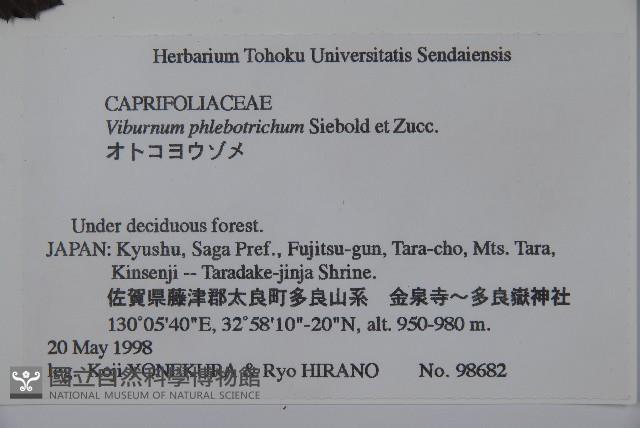 Herbarium Tohoku Universitatis Sendaiensis
CAPRIFOLIACEAE
Viburnum phlebotrichum Siebold et Zucc.
オトコヨウゾメ
Under deciduous forest.
JAPAN: Kyushu, Saga Pref., Fujitsu-gun, Tara-cho, Mts. Tara,
Kinsenji -- Taradake-jinja Shrine.
佐賀県藤津郡太良町多良山系 金泉寺～多良嶽神社
130°05'40"E, 32°58'10"-20"N, alt. 950-980 m.
20 May 1998
Leg. Koji YONEKURA & Ryo HIRANO No. 98682
國立自然科學博物館
NATIONAL MUSEUM OF NATURAL SCIENCE